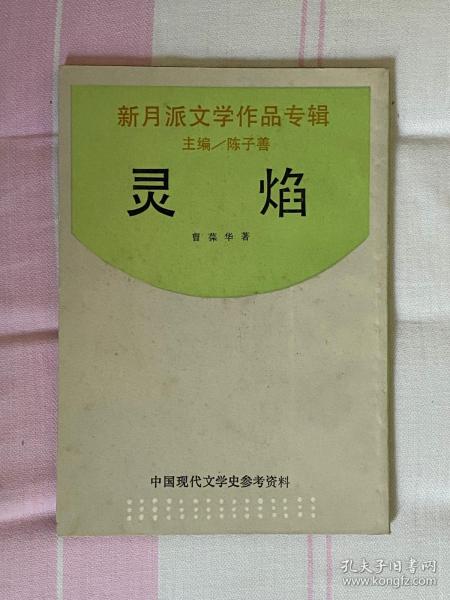 新月派文学作品专辑
主编／陈子善
灵焰
曹葆华著
中国现代文学史参考资料
孔夫子旧书网
www.kongfz.com